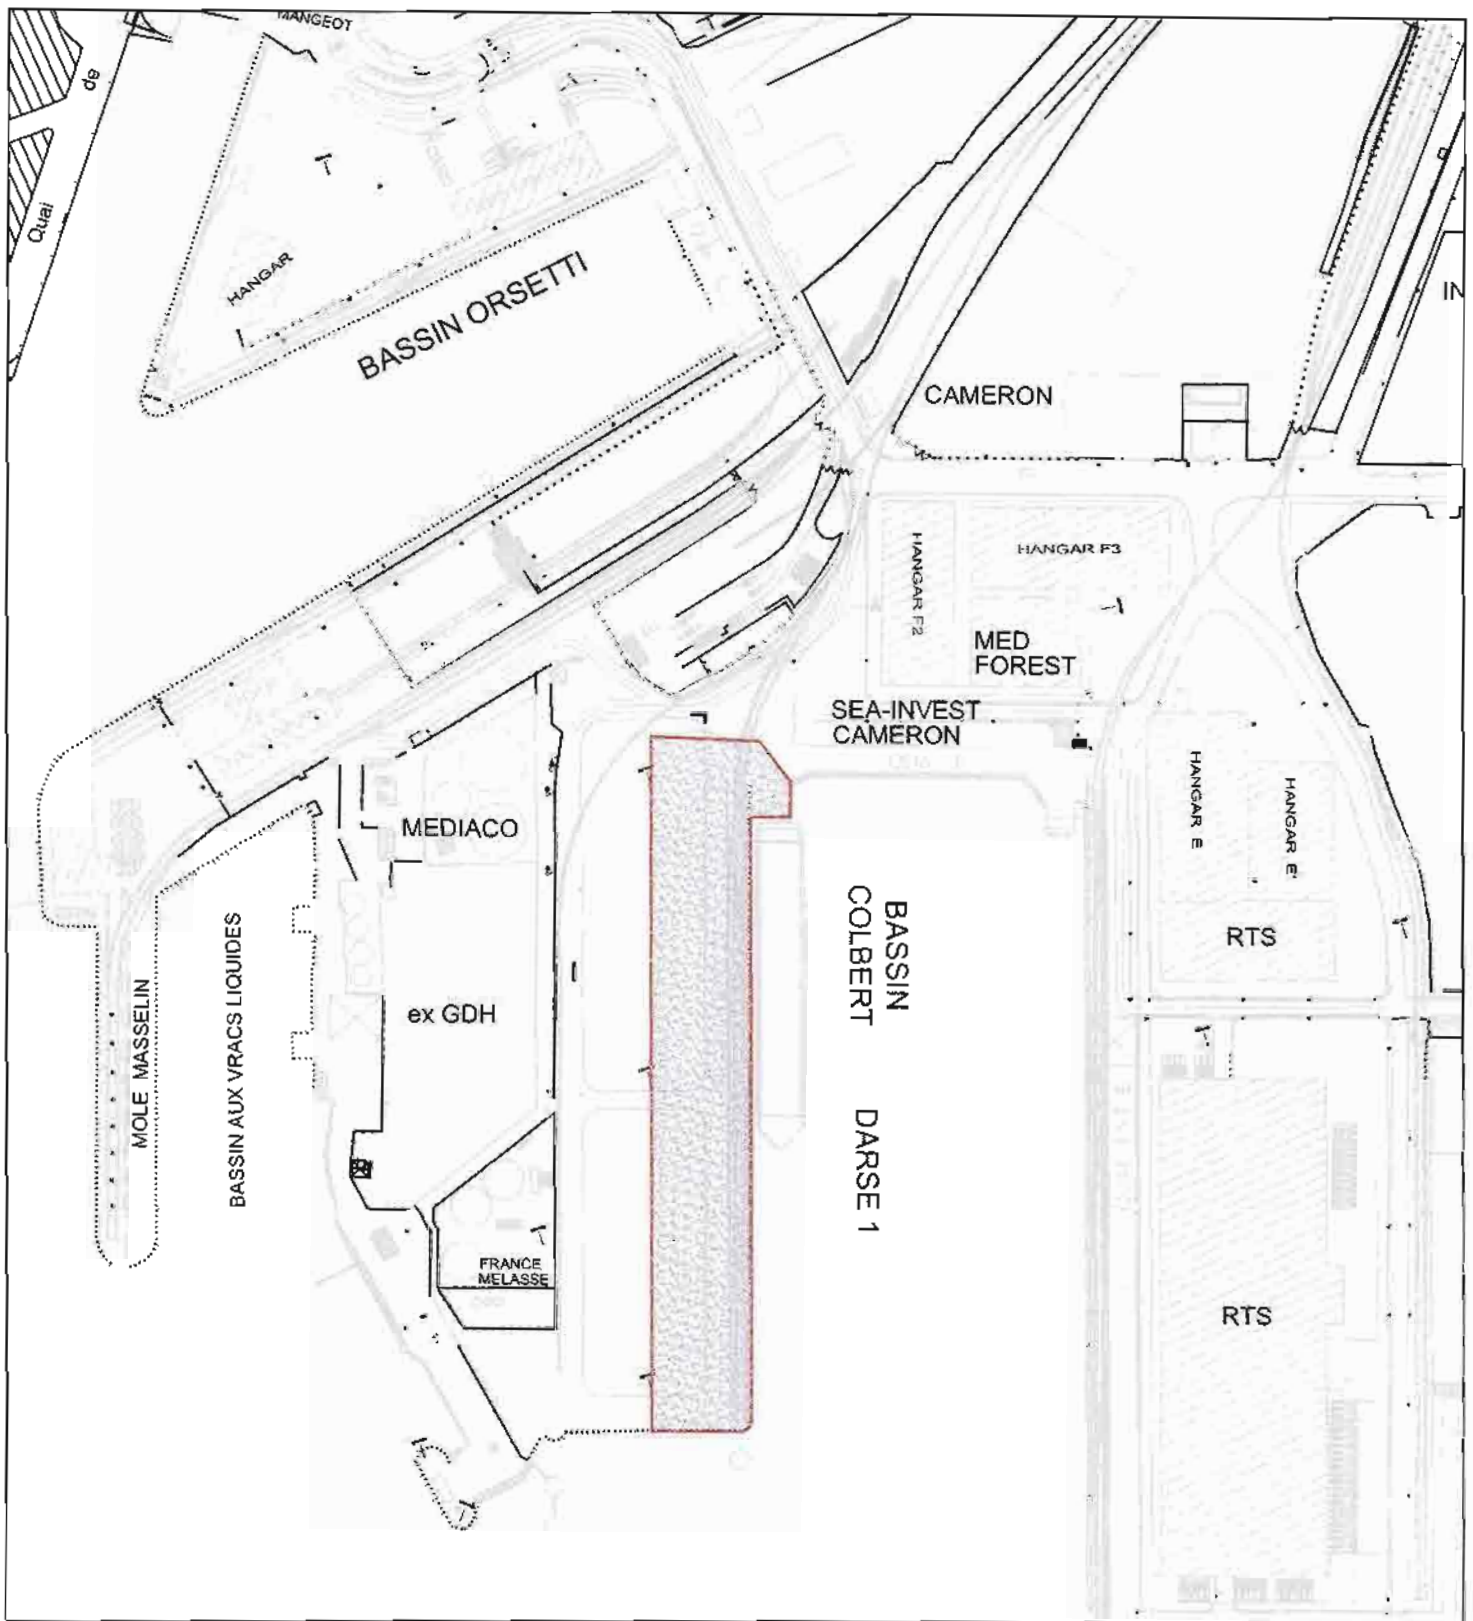 MANGEOT
de
Quai
HANGAR
BASSIN ORSETTI
IN
CAMERON
HANGAR F2
HANGAR F3
MED
FOREST
SEA-INVEST
CAMERON
HANGAR E
HANGAR E'
MEDIACO
RTS
BASSIN
COLBERT
DARSE 1
BASSIN AUX VRACS LIQUIDES
MOLE MASSELIN
ex GDH
FRANCE
MELASSE
RTS